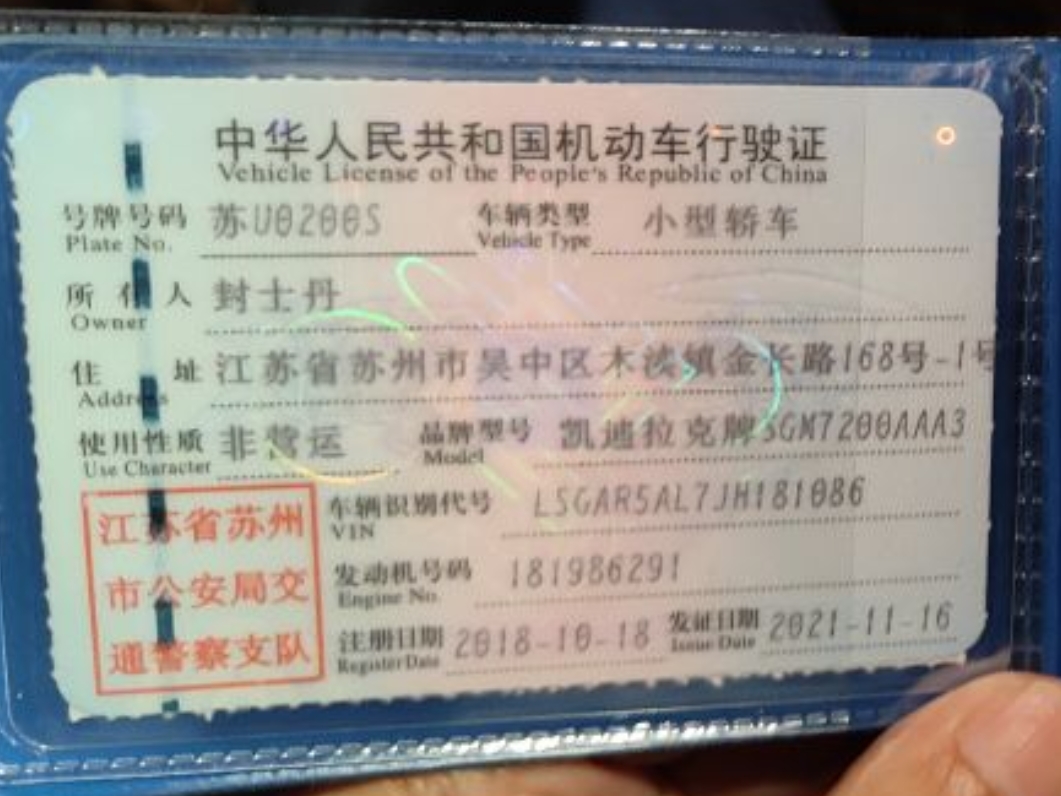 中华人民共和国机动车行驶证
Vehicle License of the People's Republic of China
号牌号码 苏U0200S 车辆类型 小型轿车
Plate No. Vehicle Type
所有人 封士丹
Owner
住址 江苏省苏州市吴中区木渎镇金长路168号-1号
Address
使用性质 非营运 品牌型号 凯迪拉克牌SGM7200AAA3
Use Character Model
江苏省苏州
市公安局交
通警察支队
车辆识别代号 LSGAR5AL7JH181086
VIN
发动机号码 181986291
Engine No.
注册日期 2018-10-18 发证日期 2021-11-16
Register Date Issue Date